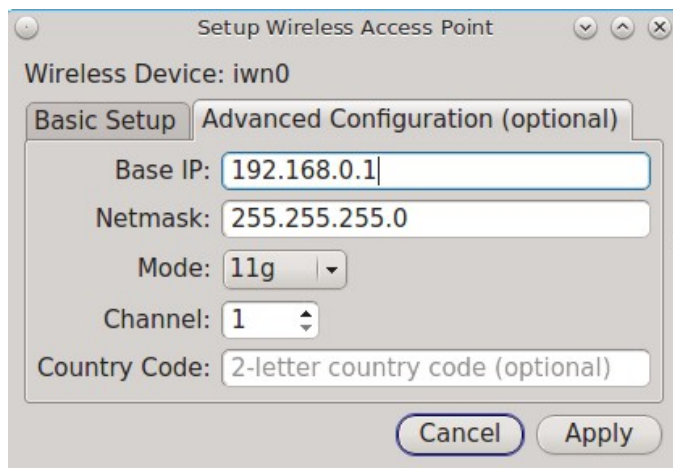 Setup Wireless Access Point
Wireless Device: iwn0
Basic Setup Advanced Configuration (optional)
Base IP: 192.168.0.1
Netmask: 255.255.255.0
Mode: 11g
Channel: 1
Country Code: 2-letter country code (optional)
Cancel Apply